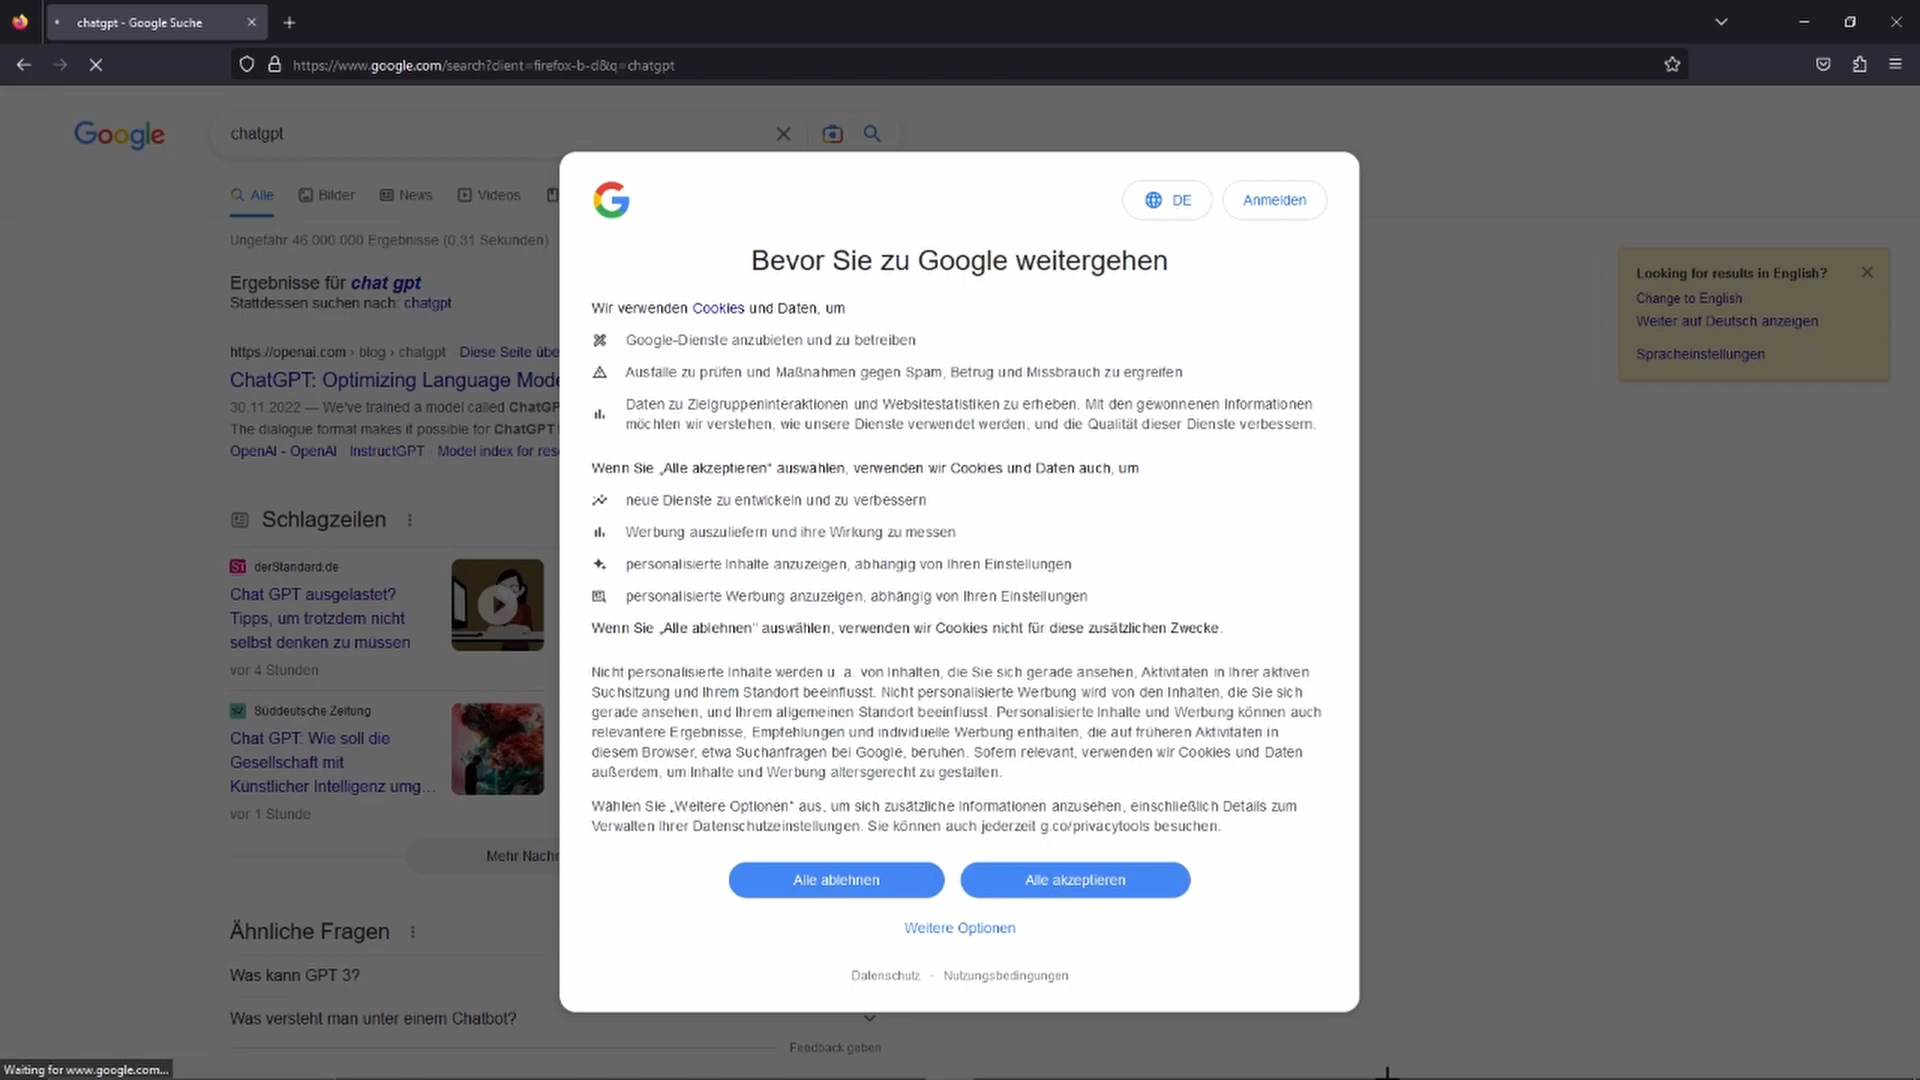 chatgpt - Google Suche
https://www.google.com/search?client=firefox-b-d&q=chatgpt
Google
chatgpt
Alle
Bilder
News
Videos
Ungefähr 46 000 000 Ergebnisse (0,31 Sekunden)
Ergebnisse für chat gpt
Stattdessen suchen nach: chatgpt
https://openai.com › blog › chatgpt Diese Seite übe
ChatGPT: Optimizing Language Mode
30.11.2022 — We've trained a model called ChatGP
The dialogue format makes it possible for ChatGPT
OpenAI - OpenAI InstructGPT Model index for rese
Schlagzeilen
ST derStandard.de
Chat GPT ausgelastet?
Tipps, um trotzdem nicht
selbst denken zu müssen
vor 4 Stunden
SZ Süddeutsche Zeitung
Chat GPT: Wie soll die
Gesellschaft mit
Künstlicher Intelligenz umg...
vor 1 Stunde
Mehr Nachr
Ähnliche Fragen
Was kann GPT 3?
Was versteht man unter einem Chatbot?
Feedback geben
G
DE
Anmelden
Bevor Sie zu Google weitergehen
Wir verwenden Cookies und Daten, um
Google-Dienste anzubieten und zu betreiben
Ausfälle zu prüfen und Maßnahmen gegen Spam, Betrug und Missbrauch zu ergreifen
Daten zu Zielgruppeninteraktionen und Websitestatistiken zu erheben. Mit den gewonnenen Informationen
möchten wir verstehen, wie unsere Dienste verwendet werden, und die Qualität dieser Dienste verbessern.
Wenn Sie „Alle akzeptieren“ auswählen, verwenden wir Cookies und Daten auch, um
neue Dienste zu entwickeln und zu verbessern
Werbung auszuliefern und ihre Wirkung zu messen
personalisierte Inhalte anzuzeigen, abhängig von Ihren Einstellungen
personalisierte Werbung anzuzeigen, abhängig von Ihren Einstellungen
Wenn Sie „Alle ablehnen“ auswählen, verwenden wir Cookies nicht für diese zusätzlichen Zwecke.
Nicht personalisierte Inhalte werden u. a. von Inhalten, die Sie sich gerade ansehen, Aktivitäten in Ihrer aktiven
Suchsitzung und Ihrem Standort beeinflusst. Nicht personalisierte Werbung wird von den Inhalten, die Sie sich
gerade ansehen, und Ihrem allgemeinen Standort beeinflusst. Personalisierte Inhalte und Werbung können auch
relevantere Ergebnisse, Empfehlungen und individuelle Werbung enthalten, die auf früheren Aktivitäten in
diesem Browser, etwa Suchanfragen bei Google, beruhen. Sofern relevant, verwenden wir Cookies und Daten
außerdem, um Inhalte und Werbung altersgerecht zu gestalten.
Wählen Sie „Weitere Optionen“ aus, um sich zusätzliche Informationen anzusehen, einschließlich Details zum
Verwalten Ihrer Datenschutzeinstellungen. Sie können auch jederzeit g.co/privacytools besuchen.
Alle ablehnen
Alle akzeptieren
Weitere Optionen
Datenschutz · Nutzungsbedingungen
Looking for results in English?
Change to English
Weiter auf Deutsch anzeigen
Spracheinstellungen
Waiting for www.google.com...